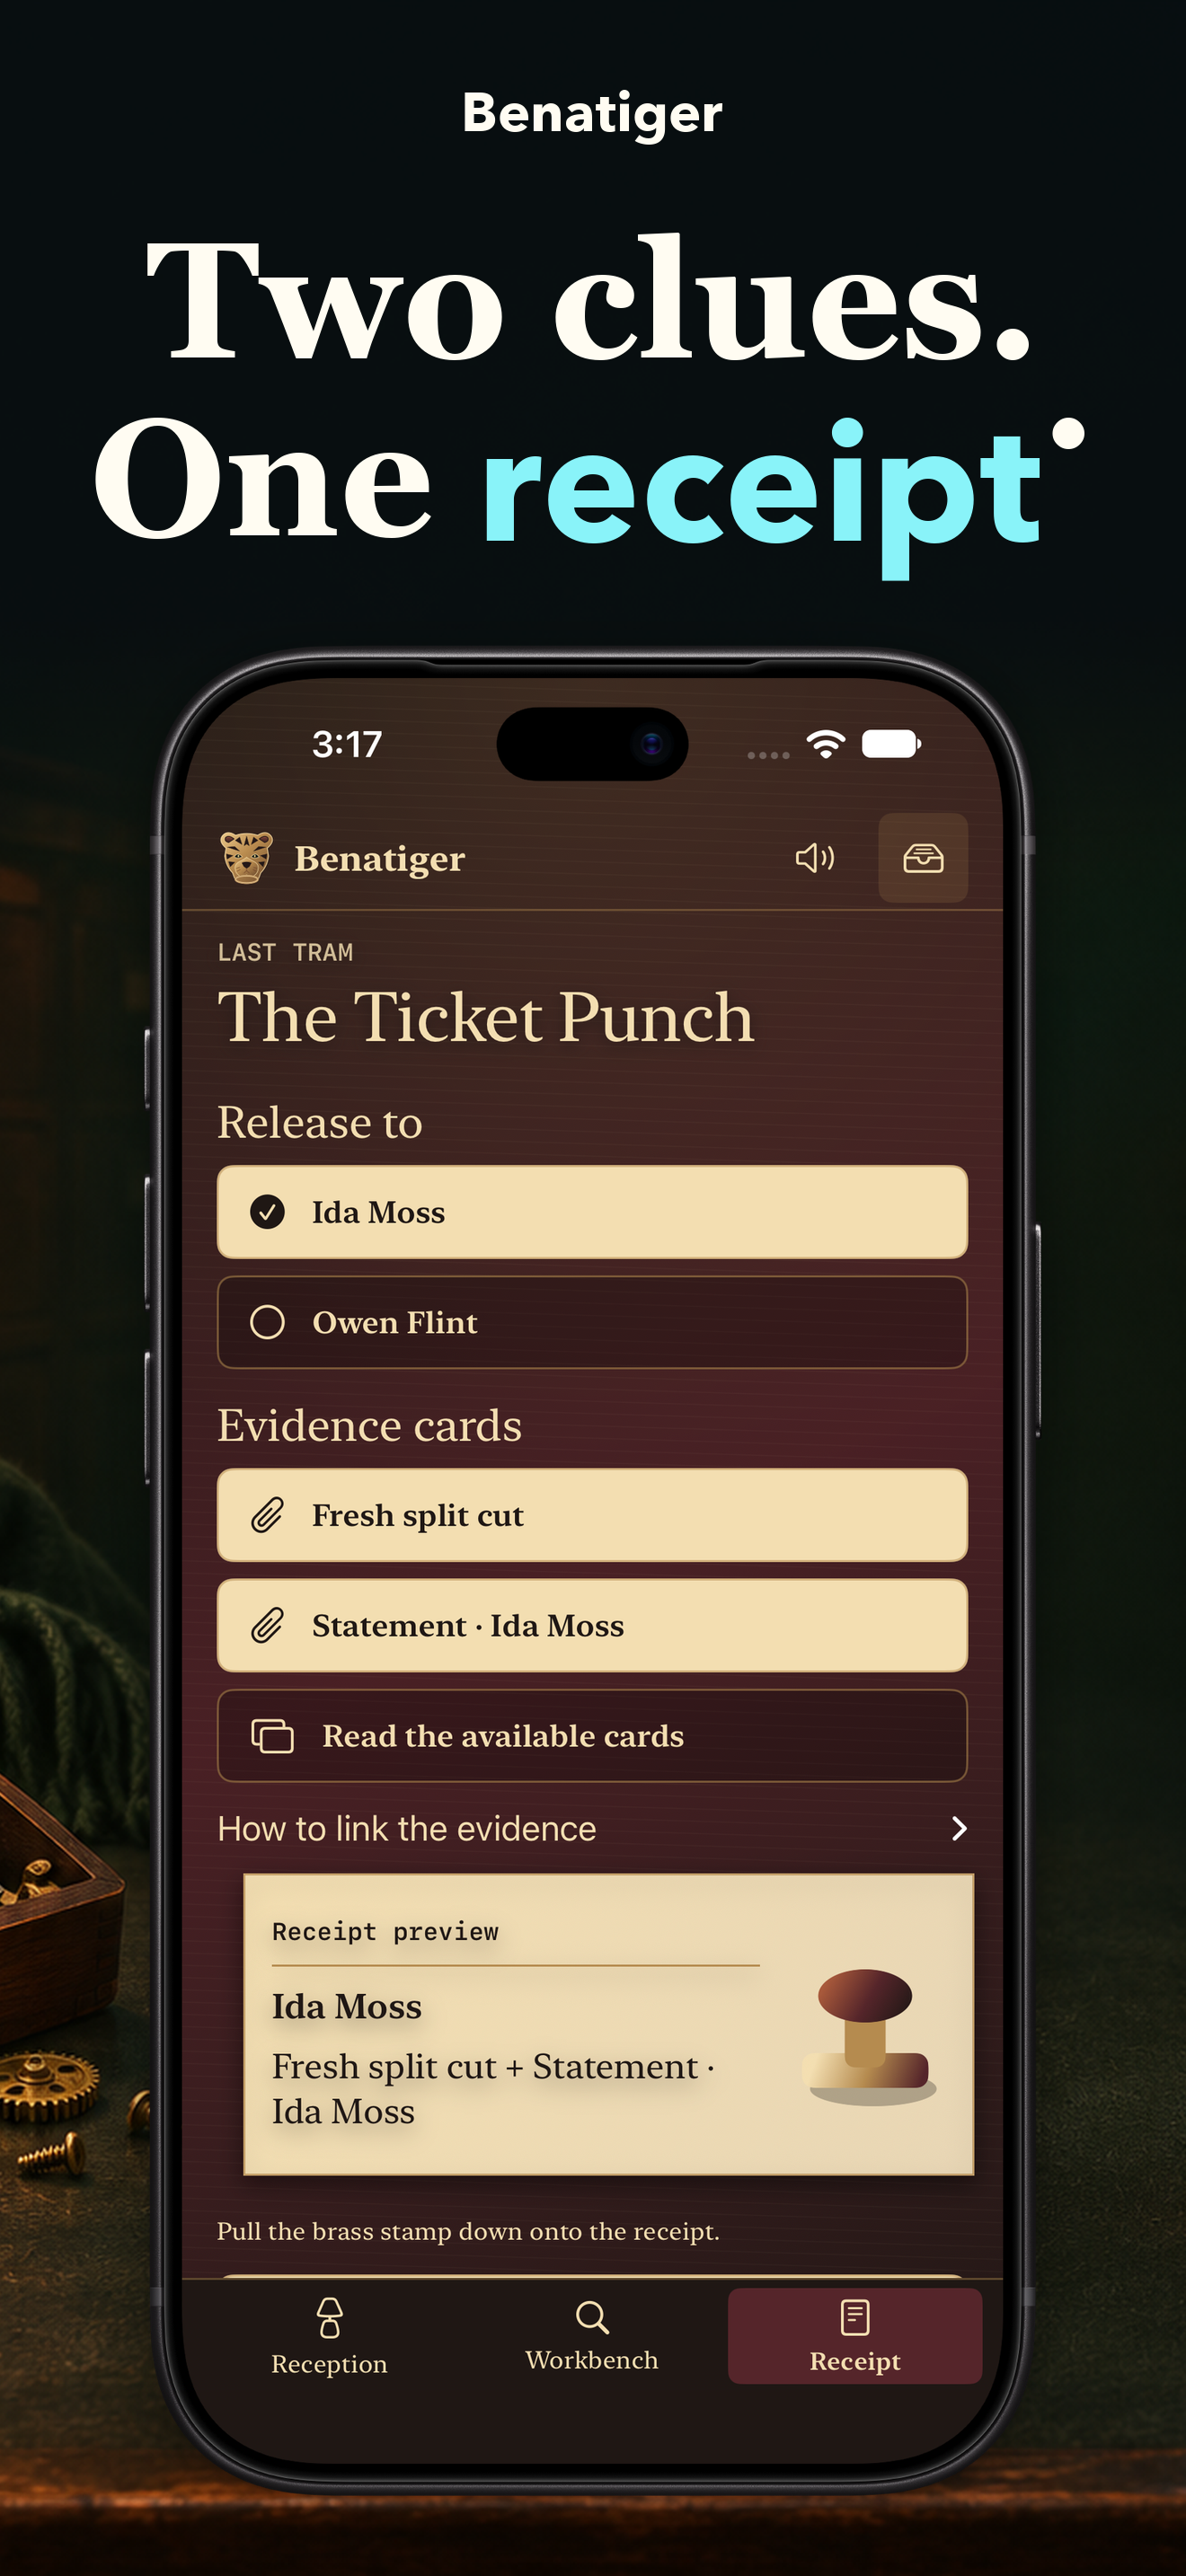 Benatiger
Two clues.
One receipt.
3:17
Benatiger
LAST TRAM
The Ticket Punch
Release to
Ida Moss
Owen Flint
Evidence cards
Fresh split cut
Statement · Ida Moss
Read the available cards
How to link the evidence
Receipt preview
Ida Moss
Fresh split cut + Statement ·
Ida Moss
Pull the brass stamp down onto the receipt.
Reception
Workbench
Receipt